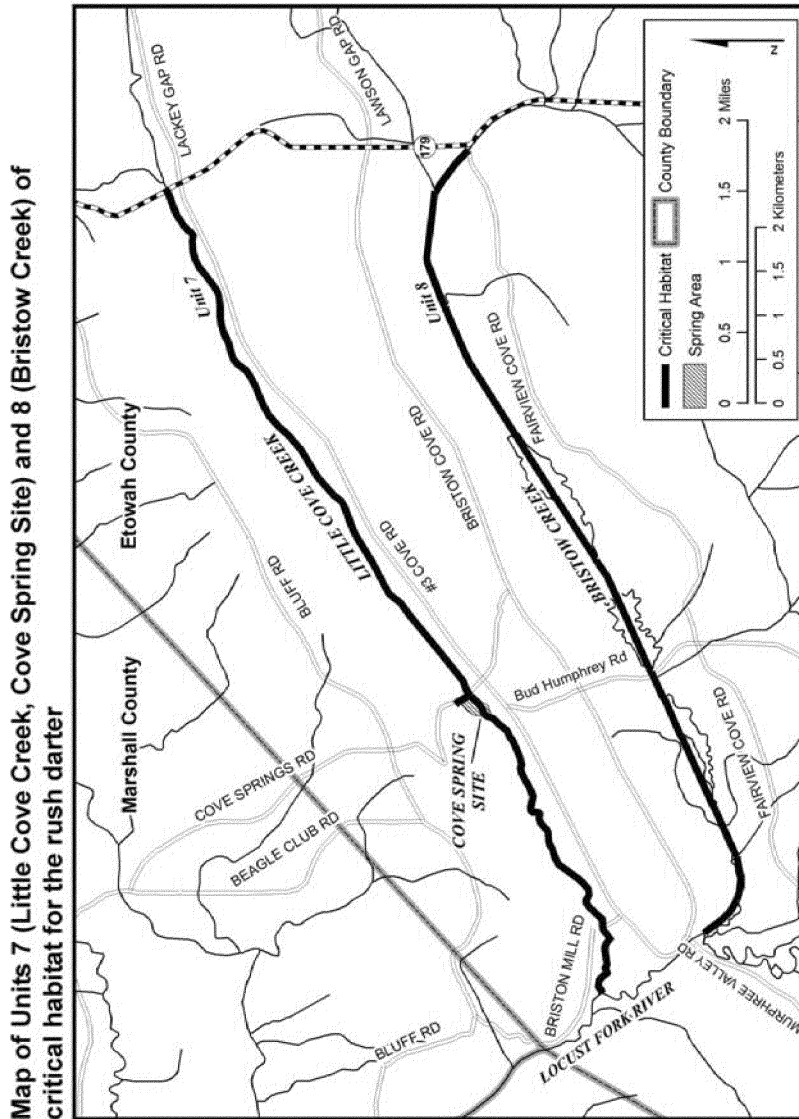 Map of Units 7 (Little Cove Creek, Cove Spring Site) and 8 (Bristow Creek) of
critical habitat for the rush darter
Marshall County
Etowah County
BLUFF RD
COVE SPRINGS RD
BEAGLE CLUB RD
BLUFF RD
BRISTON MILL RD
LOCUST FORK RIVER
MURPHREE VALLEY RD
COVE SPRING
SITE
LITTLE COVE CREEK
#3 COVE RD
Unit 7
LACKEY GAP RD
LAWSON GAP RD
179
BRISTOW COVE RD
Bud Humphrey Rd
Unit 8
BRISTOW CREEK
FAIRVIEW COVE RD
FAIRVIEW COVE RD
Critical Habitat
County Boundary
Spring Area
0 0.5 1 1.5 2 Miles
0 0.5 1 1.5 2 Kilometers
N